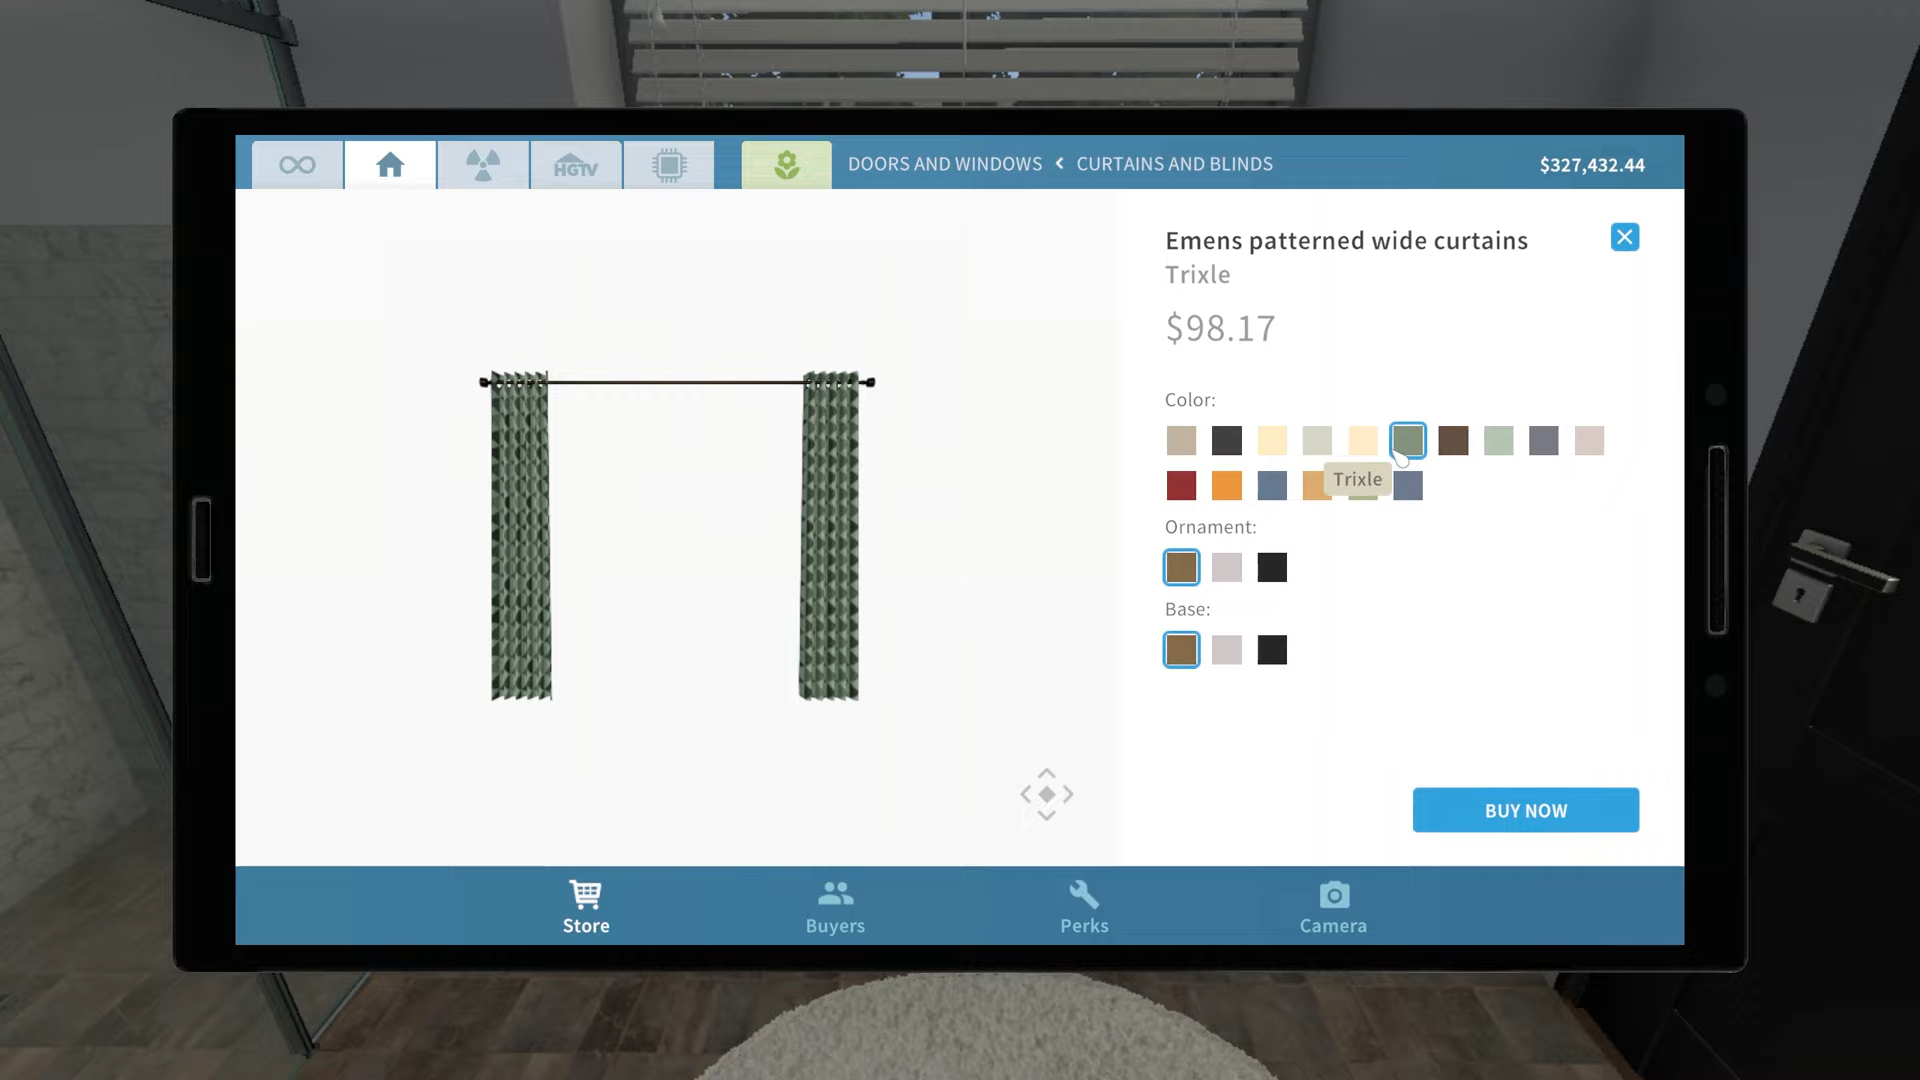 HGTV
DOORS AND WINDOWS < CURTAINS AND BLINDS
$327,432.44
Emens patterned wide curtains
Trixle
$98.17
Color:
Trixle
Ornament:
Base:
BUY NOW
Store
Buyers
Perks
Camera